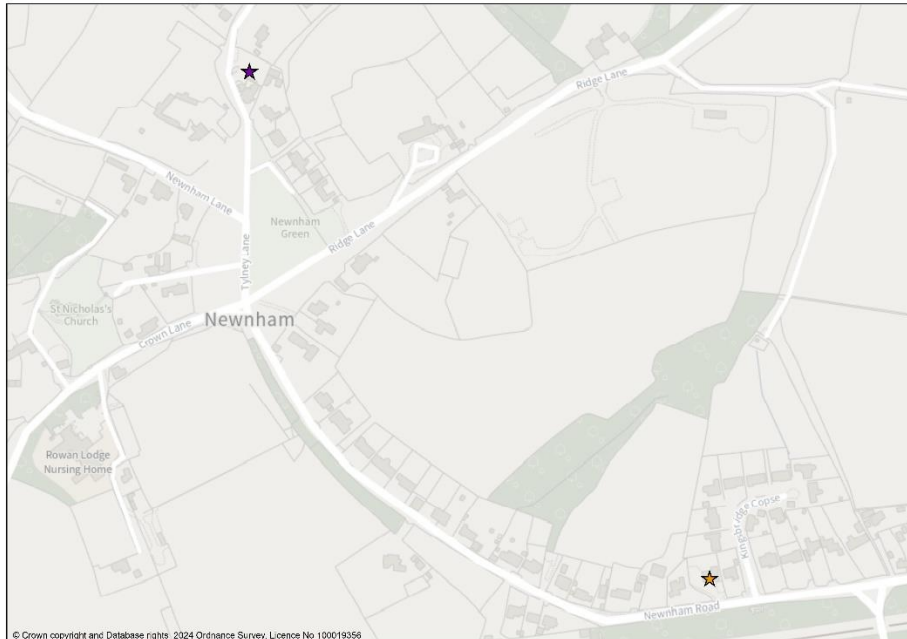 Ridge Lane
Newnham Lane
Newnham
Green
Ridge Lane
Tylney Lane
St Nicholas's
Church
Crown Lane
Newnham
Rowan Lodge
Nursing Home
Kingsbridge Copse
Newnham Road
© Crown copyright and Database rights 2024 Ordnance Survey. Licence No 100019356